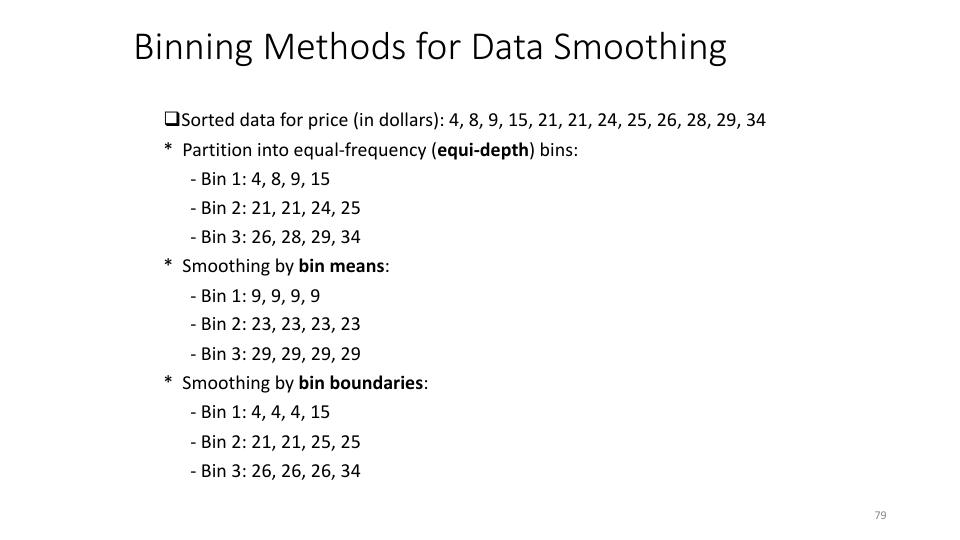 Binning Methods for Data Smoothing
❑Sorted data for price (in dollars): 4, 8, 9, 15, 21, 21, 24, 25, 26, 28, 29, 34
* Partition into equal-frequency (equi-depth) bins:
- Bin 1: 4, 8, 9, 15
- Bin 2: 21, 21, 24, 25
- Bin 3: 26, 28, 29, 34
* Smoothing by bin means:
- Bin 1: 9, 9, 9, 9
- Bin 2: 23, 23, 23, 23
- Bin 3: 29, 29, 29, 29
* Smoothing by bin boundaries:
- Bin 1: 4, 4, 4, 15
- Bin 2: 21, 21, 25, 25
- Bin 3: 26, 26, 26, 34
79